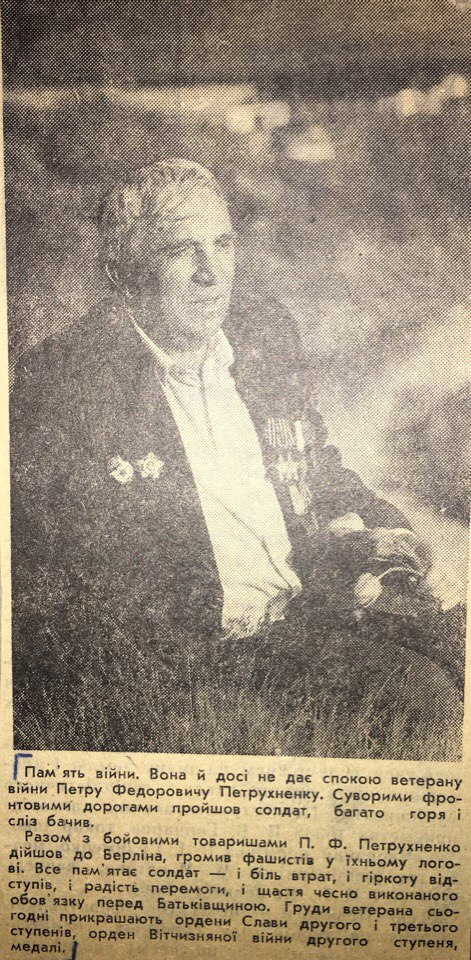 Пам'ять війни. Вона й досі не дає спокою ветерану
війни Петру Федоровичу Петрухненку. Суворими фро-
нтовими дорогами пройшов солдат, багато горя і
сліз бачив.
Разом з бойовими товаришами П. Ф. Петрухненко
дійшов до Берліна, громив фашистів у їхньому лого-
ві. Все пам'ятає солдат — і біль втрат, і гіркоту від-
ступів, і радість перемоги, і щастя чесно виконаного
обов'язку перед Батьківщиною. Груди ветерана сьо-
годні прикрашають ордени Слави другого і третього
ступенів, орден Вітчизняної війни другого ступеня,
медалі.